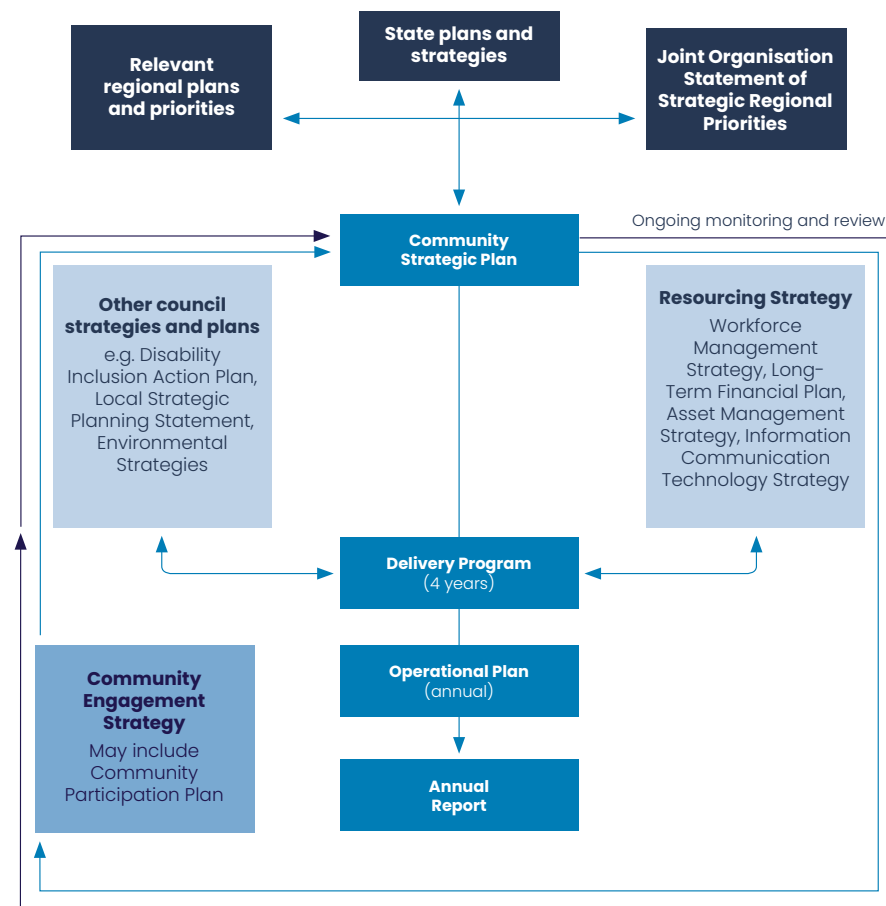 State plans and
strategies
Relevant
regional plans
and priorities
Joint Organisation
Statement of
Strategic Regional
Priorities
Ongoing monitoring and review
Community
Strategic Plan
Other council
strategies and plans
e.g. Disability
Inclusion Action Plan,
Local Strategic
Planning Statement,
Environmental
Strategies
Resourcing Strategy
Workforce
Management
Strategy, Long-
Term Financial Plan,
Asset Management
Strategy, Information
Communication
Technology Strategy
Delivery Program
(4 years)
Operational Plan
(annual)
Community
Engagement
Strategy
May include
Community
Participation Plan
Annual
Report